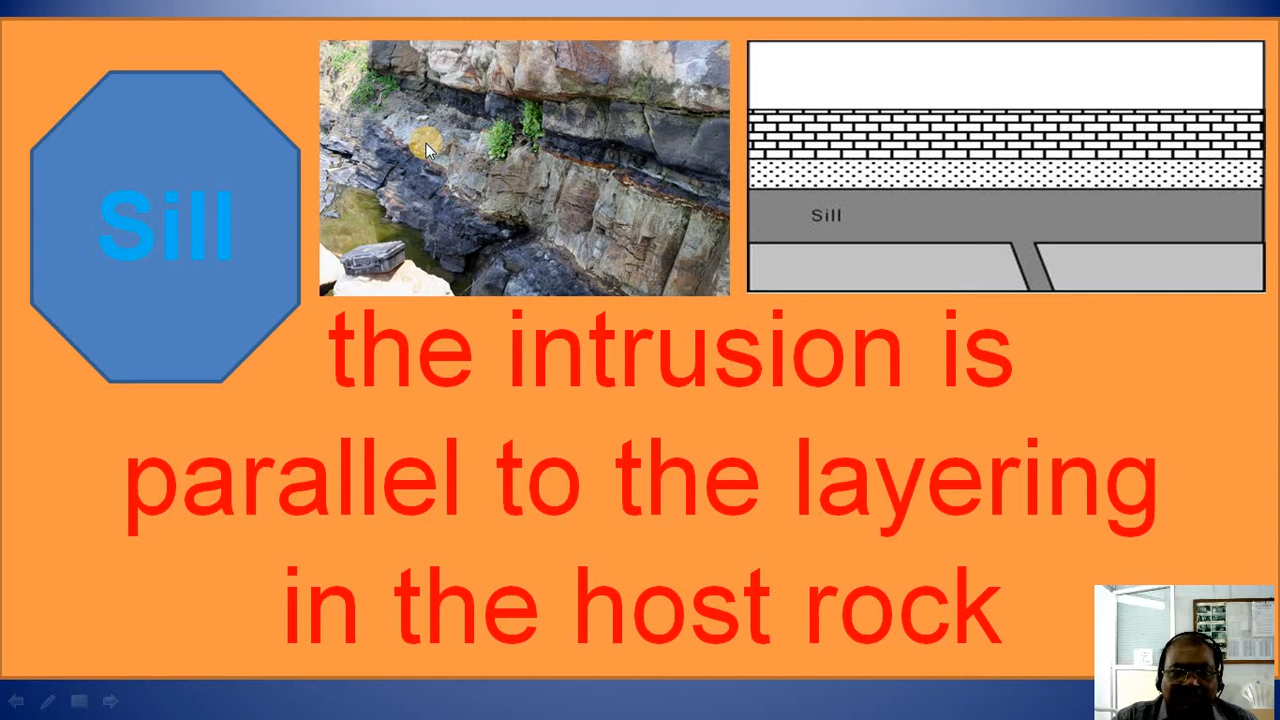 Sill
Sill
the intrusion is
parallel to the layering
in the host rock